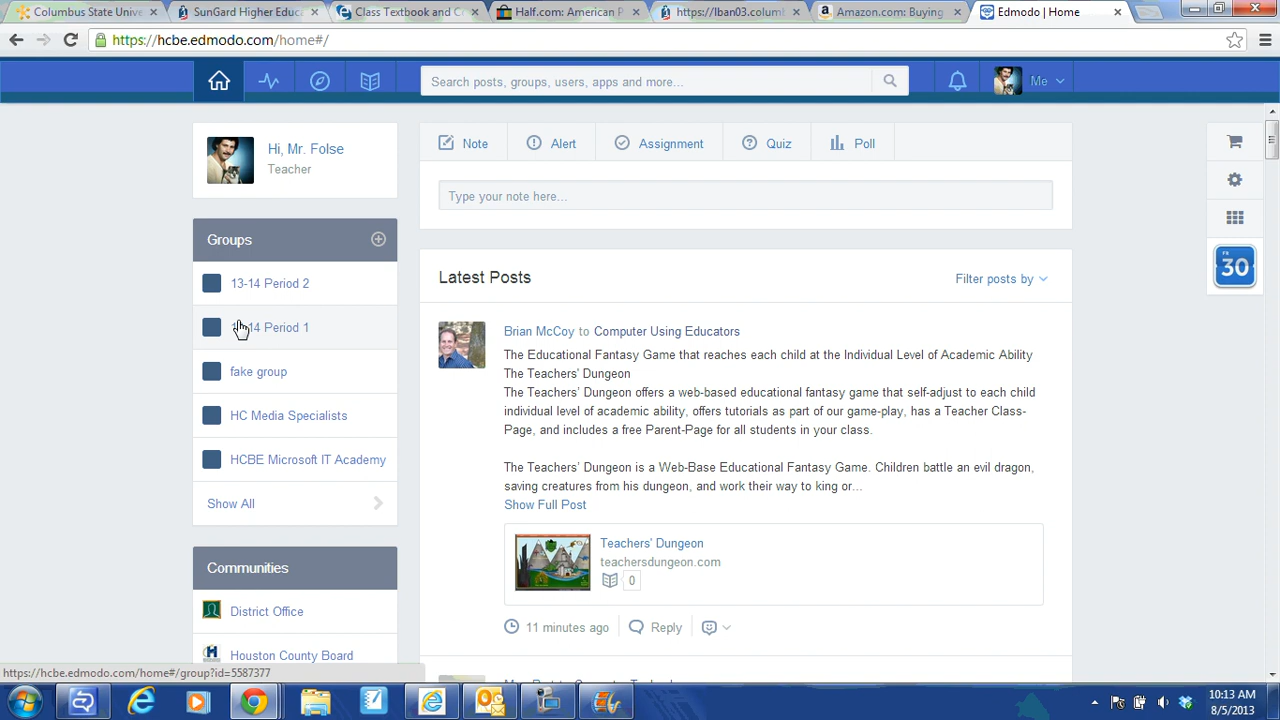 Columbus State Unive
SunGard Higher Educa
Class Textbook and C
Half.com: American P
https://lban03.colum
Amazon.com: Buying
Edmodo | Home
https://hcbe.edmodo.com/home#/
Search posts, groups, users, apps and more...
Me
Hi, Mr. Folse
Teacher
Note
Alert
Assignment
Quiz
Poll
Type your note here...
Groups
13-14 Period 2
14 Period 1
fake group
HC Media Specialists
HCBE Microsoft IT Academy
Show All
Communities
District Office
Houston County Board
Latest Posts
Filter posts by
Brian McCoy to Computer Using Educators
The Educational Fantasy Game that reaches each child at the Individual Level of Academic Ability
The Teachers' Dungeon
The Teachers' Dungeon offers a web-based educational fantasy game that self-adjust to each child
individual level of academic ability, offers tutorials as part of our game-play, has a Teacher Class-
Page, and includes a free Parent-Page for all students in your class.
The Teachers' Dungeon is a Web-Base Educational Fantasy Game. Children battle an evil dragon,
saving creatures from his dungeon, and work their way to king or...
Show Full Post
Teachers' Dungeon
teachersdungeon.com
0
11 minutes ago
Reply
FR
30
https://hcbe.edmodo.com/home#/group?id=5587377
10:13 AM
8/5/2013